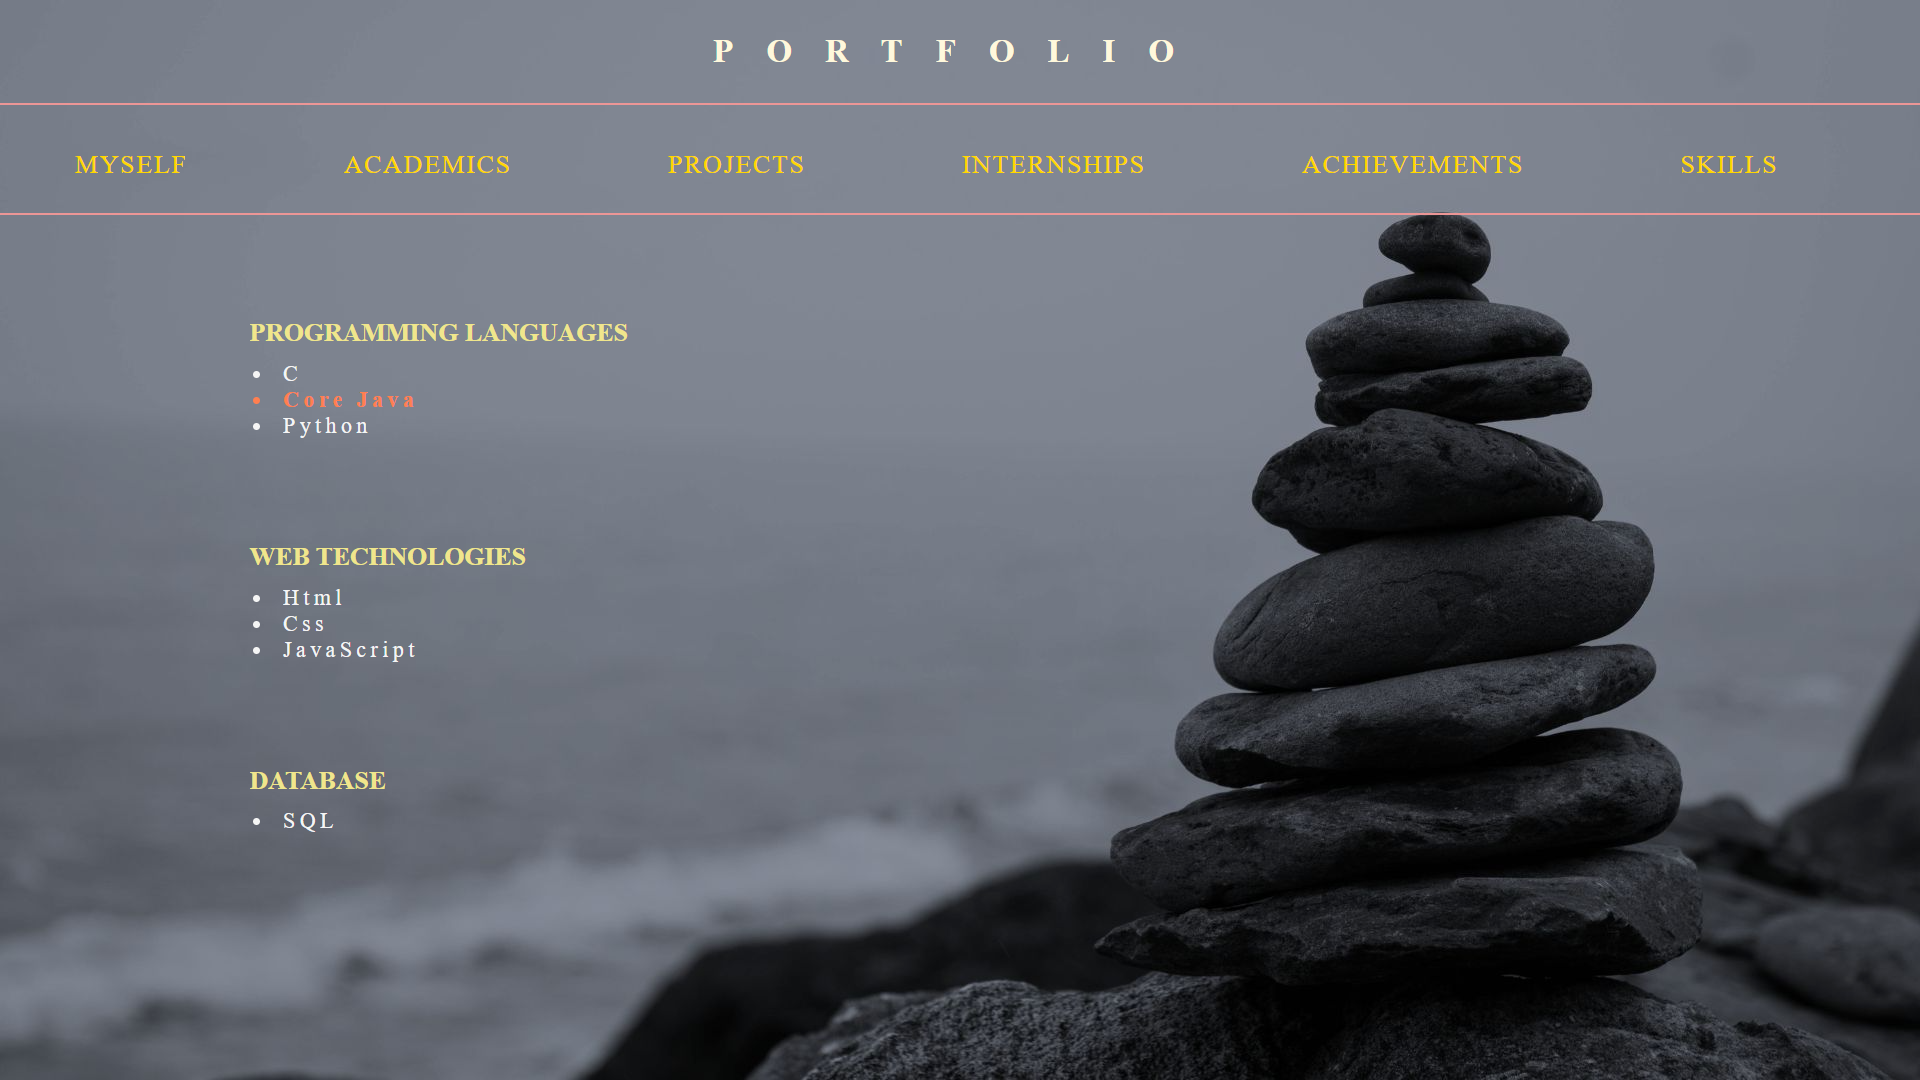 P O R T F O L I O
MYSELF ACADEMICS PROJECTS INTERNSHIPS ACHIEVEMENTS SKILLS
PROGRAMMING LANGUAGES
• C
• Core Java
• Python
WEB TECHNOLOGIES
• Html
• Css
• JavaScript
DATABASE
• SQL